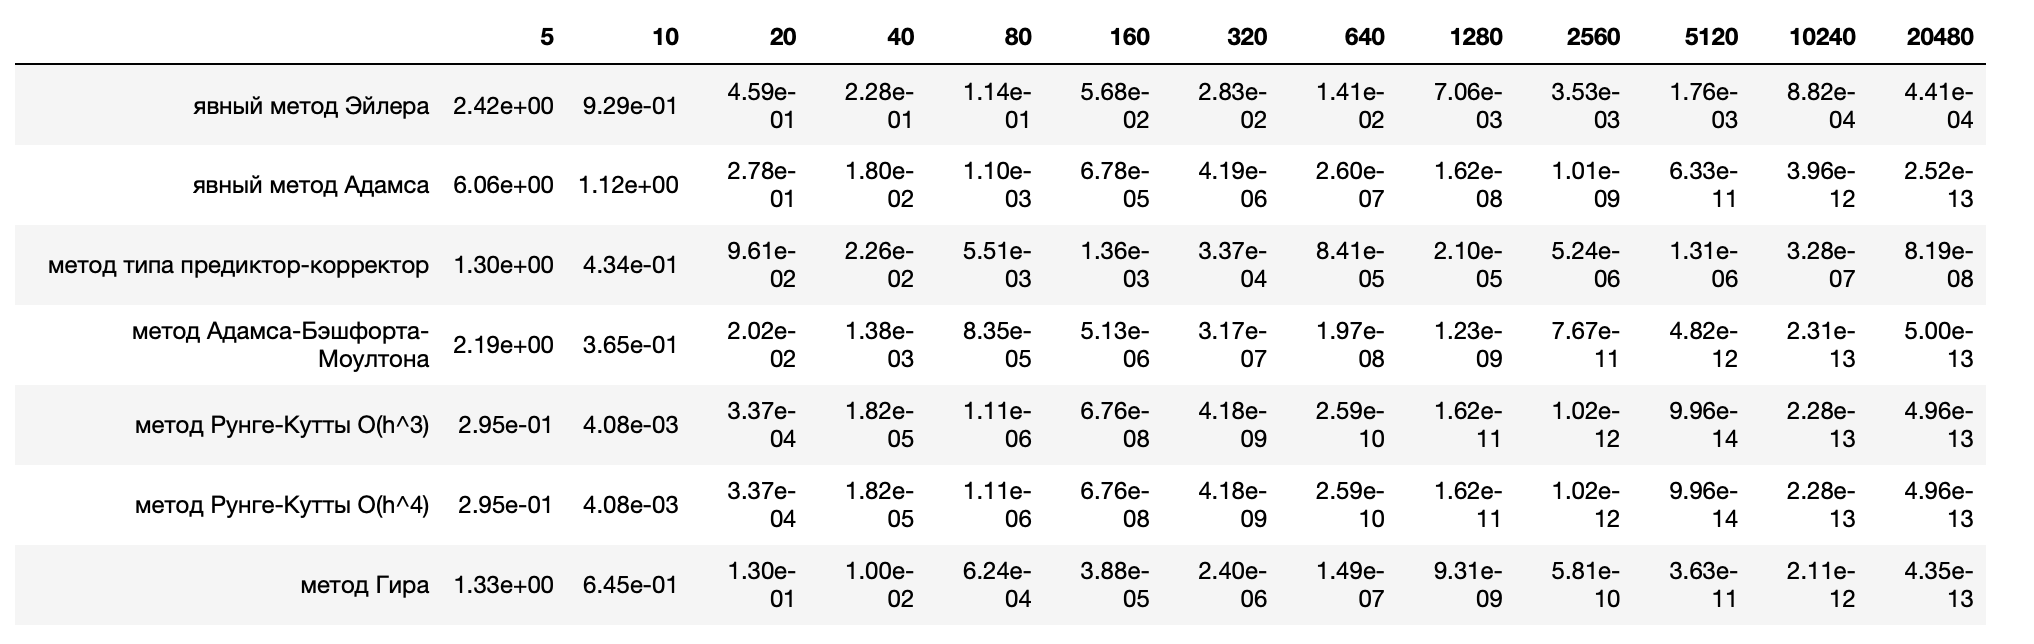 5 10 20 40 80 160 320 640 1280 2560 5120 10240 20480
явный метод Эйлера 2.42e+00 9.29e-01 4.59e-01 2.28e-01 1.14e-01 5.68e-02 2.83e-02 1.41e-02 7.06e-03 3.53e-03 1.76e-03 8.82e-04 4.41e-04
явный метод Адамса 6.06e+00 1.12e+00 2.78e-01 1.80e-02 1.10e-03 6.78e-05 4.19e-06 2.60e-07 1.62e-08 1.01e-09 6.33e-11 3.96e-12 2.52e-13
метод типа предиктор-корректор 1.30e+00 4.34e-01 9.61e-02 2.26e-02 5.51e-03 1.36e-03 3.37e-04 8.41e-05 2.10e-05 5.24e-06 1.31e-06 3.28e-07 8.19e-08
метод Адамса-Бэшфорта-Моултона 2.19e+00 3.65e-01 2.02e-02 1.38e-03 8.35e-05 5.13e-06 3.17e-07 1.97e-08 1.23e-09 7.67e-11 4.82e-12 2.31e-13 5.00e-13
метод Рунге-Кутты O(h^3) 2.95e-01 4.08e-03 3.37e-04 1.82e-05 1.11e-06 6.76e-08 4.18e-09 2.59e-10 1.62e-11 1.02e-12 9.96e-14 2.28e-13 4.96e-13
метод Рунге-Кутты O(h^4) 2.95e-01 4.08e-03 3.37e-04 1.82e-05 1.11e-06 6.76e-08 4.18e-09 2.59e-10 1.62e-11 1.02e-12 9.96e-14 2.28e-13 4.96e-13
метод Гира 1.33e+00 6.45e-01 1.30e-01 1.00e-02 6.24e-04 3.88e-05 2.40e-06 1.49e-07 9.31e-09 5.81e-10 3.63e-11 2.11e-12 4.35e-13